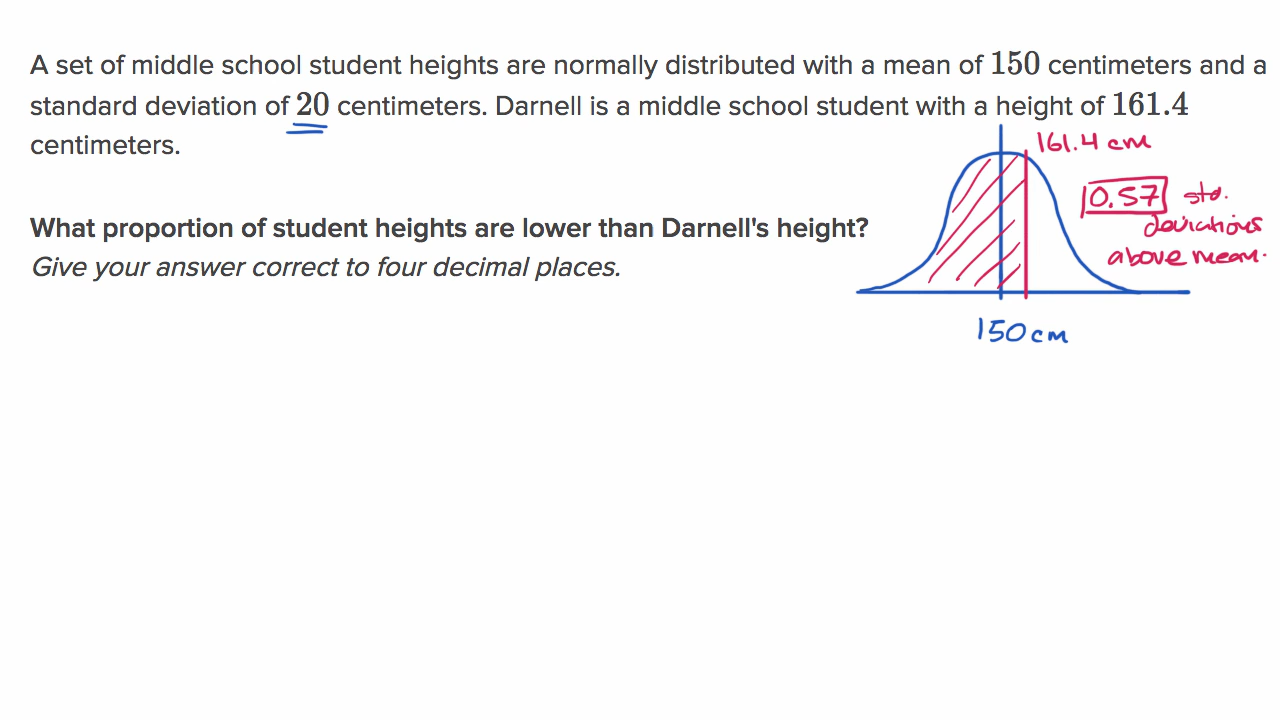 A set of middle school student heights are normally distributed with a mean of 150 centimeters and a
standard deviation of 20 centimeters. Darnell is a middle school student with a height of 161.4
centimeters.
161.4 cm
0.57 std.
deviations
above mean.
What proportion of student heights are lower than Darnell's height?
Give your answer correct to four decimal places.
150 cm